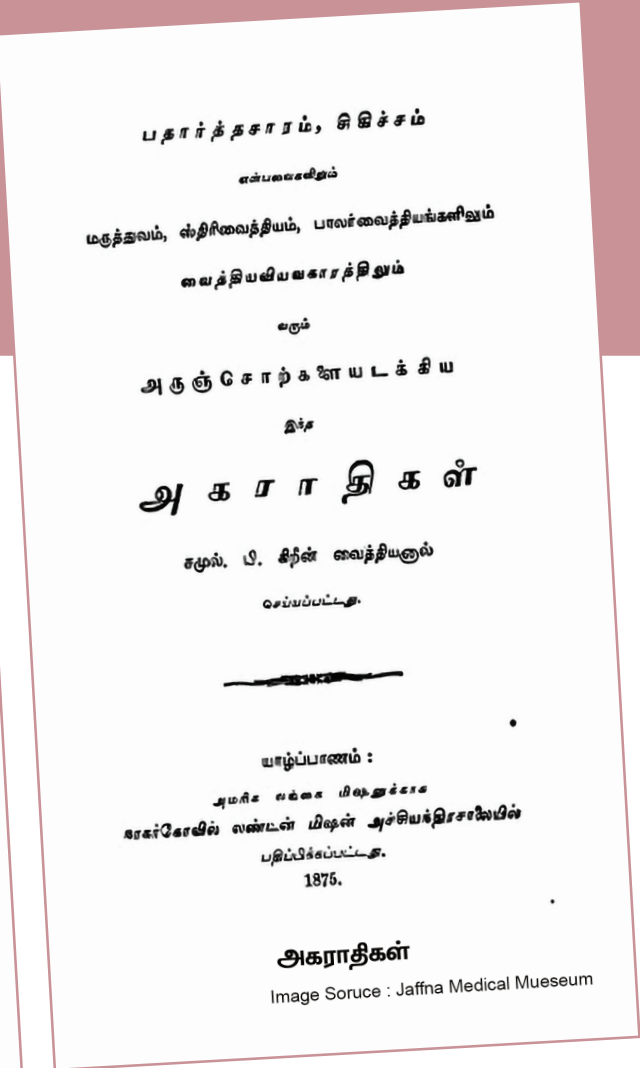 பதார்த்தசாரம், சிகிச்சம்
என்பவைகளிலும்
மருத்துவம், ஸ்திரிவைத்தியம், பாலர்வைத்தியங்களிலும்
வைத்தியவியவகாரத்திலும்
வரும்
அருஞ்சொற்களையடக்கிய
இந்த
அகராதிகள்
சமுல். பி. கிறீன் வைத்தியனால்
செய்யப்பட்டது.
யாழ்ப்பாணம் :
அமரிக லங்கை மிஷனுக்காக
நாகர்கோவில் லண்டன் மிஷன் அச்சியந்திரசாலையில்
பதிப்பிக்கப்பட்டது.
1875.
அகராதிகள்
Image Soruce : Jaffna Medical Mueseum